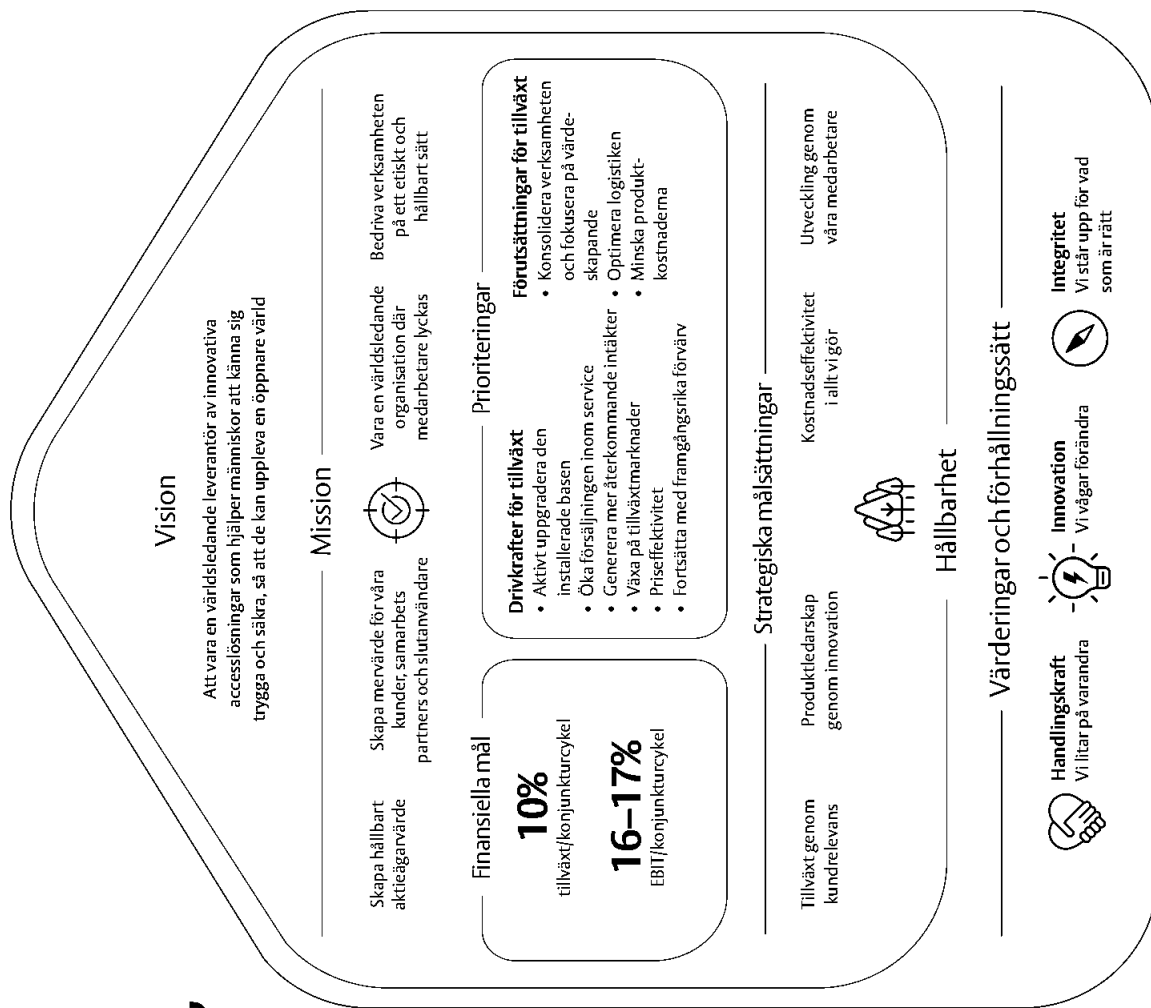 Vision
Att vara en världsledande leverantör av innovativa
accesslösningar som hjälper människor att känna sig
trygga och säkra, så att de kan uppleva en öppnare värld
Mission
Skapa hållbart
aktieägarvärde
Skapa mervärde för våra
kunder, samarbets
partners och slutanvändare
Vara en världsledande
organisation där
medarbetare lyckas
Bedriva verksamheten
på ett etiskt och
hållbart sätt
Finansiella mål
10%
tillväxt/konjunkturcykel
16–17%
EBIT/konjunkturcykel
Prioriteringar
Drivkrafter för tillväxt
• Aktivt uppgradera den
installerade basen
• Öka försäljningen inom service
• Generera mer återkommande intäkter
• Växa på tillväxtmarknader
• Priseffektivitet
• Fortsätta med framgångsrika förvärv
Förutsättningar för tillväxt
• Konsolidera verksamheten
och fokusera på värde-
skapande
• Optimera logistiken
• Minska produkt-
kostnaderna
Strategiska målsättningar
Tillväxt genom
kundrelevans
Produktledarskap
genom innovation
Kostnadseffektivitet
i allt vi gör
Utveckling genom
våra medarbetare
Hållbarhet
Värderingar och förhållningssätt
Handlingskraft
Vi litar på varandra
Innovation
Vi vågar förändra
Integritet
Vi står upp för vad
som är rätt